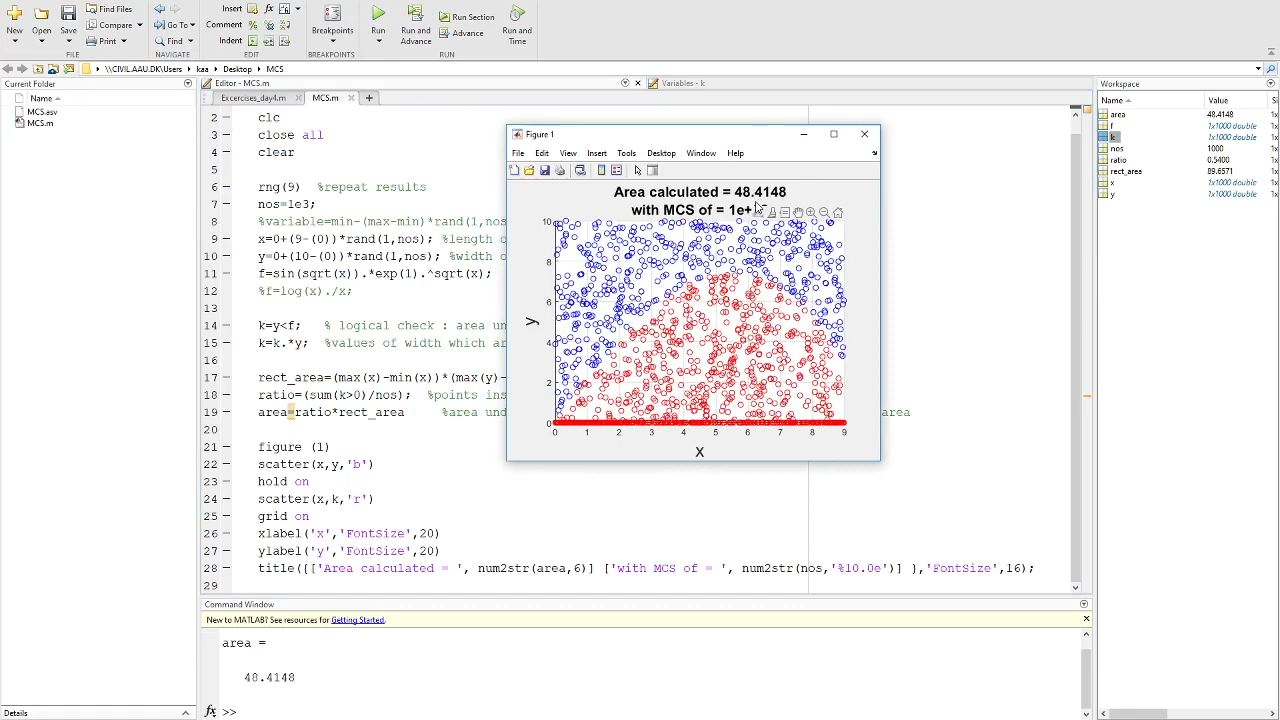 New
Open
Save
Find Files
Compare
Print
FILE
Go To
Find
NAVIGATE
Insert
Comment
Indent
EDIT
Breakpoints
BREAKPOINTS
Run
Run and
Advance
Run Section
Advance
Run and
Time
RUN
\\CIVIL.AAU.DK\Users
kaa
Desktop
MCS
Current Folder
Name
MCS.asv
MCS.m
Details
Editor - MCS.m
Variables - k
Excercises_day4.m
MCS.m
2 clc
3 close all
4 clear
5
6 rng(9) %repeat results
7 nos=1e3;
8 %variable=min-(max-min)*rand(1,nos
9 x=0+(9-(0))*rand(1,nos); %length
10 y=0+(10-(0))*rand(1,nos); %width
11 f=sin(sqrt(x)).*exp(1).^sqrt(x);
12 %f=log(x)./x;
13
14 k=y<f; % logical check : area un
15 k=k.*y; %values of width which ar
16
17 rect_area=(max(x)-min(x))*(max(y)-
18 ratio=(sum(k>0)/nos); %points ins
19 area=ratio*rect_area %area un area
20
21 figure (1)
22 scatter(x,y,'b')
23 hold on
24 scatter(x,k,'r')
25 grid on
26 xlabel('x','FontSize',20)
27 ylabel('y','FontSize',20)
28 title({['Area calculated = ', num2str(area,6)] ['with MCS of = ', num2str(nos,'%10.0e')] },'FontSize',16);
29
Figure 1
File Edit View Insert Tools Desktop Window Help
Area calculated = 48.4148
with MCS of = 1e+
10
8
6
4
2
0
y
0 1 2 3 4 5 6 7 8 9
x
Command Window
New to MATLAB? See resources for Getting Started.
area =
48.4148
fx >>
Workspace
Name Value Si
area 48.4148 1x
f 1x1000 double 1x
k 1x1000 double 1x
nos 1000 1x
ratio 0.5400 1x
rect_area 89.6571 1x
x 1x1000 double 1x
y 1x1000 double 1x